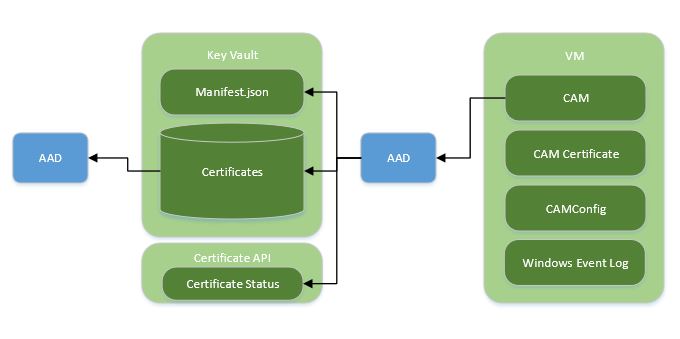 Key Vault
Manifest.json
Certificates
AAD
AAD
Certificate API
Certificate Status
VM
CAM
CAM Certificate
CAMConfig
Windows Event Log